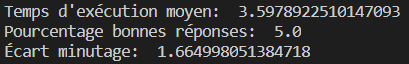 Temps d'exécution moyen:  3.5978922510147093
Pourcentage bonnes réponses:  5.0
Écart minutage:  1.664998051384718